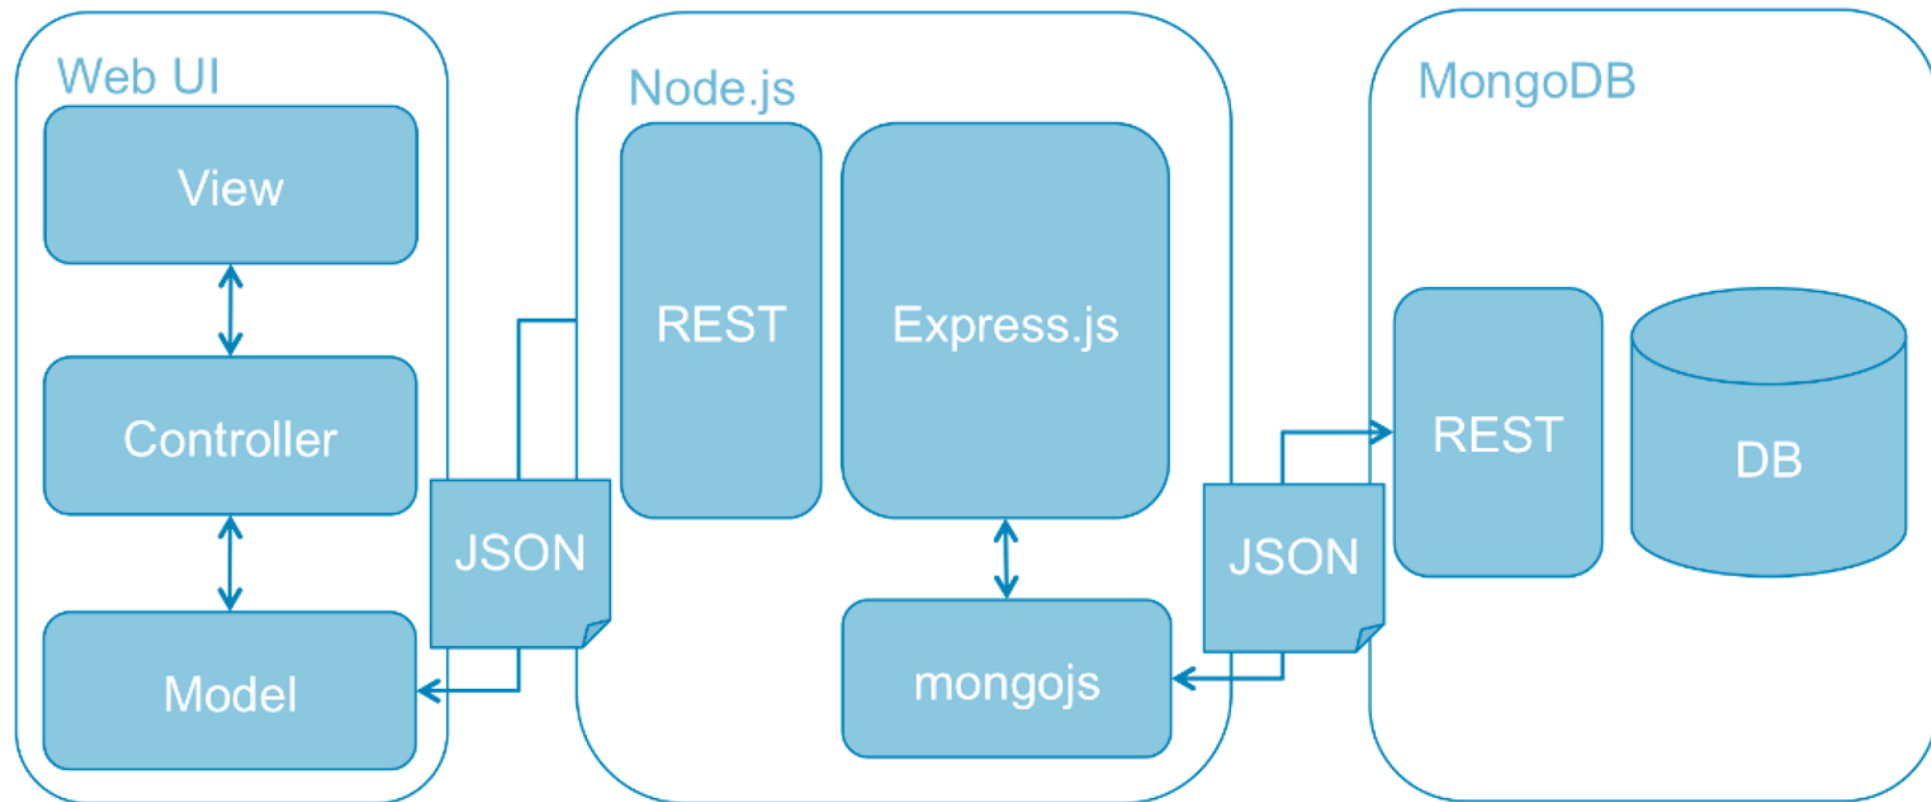 Web UI
View
Controller
Model
JSON
Node.js
REST
Express.js
mongojs
JSON
MongoDB
REST
DB